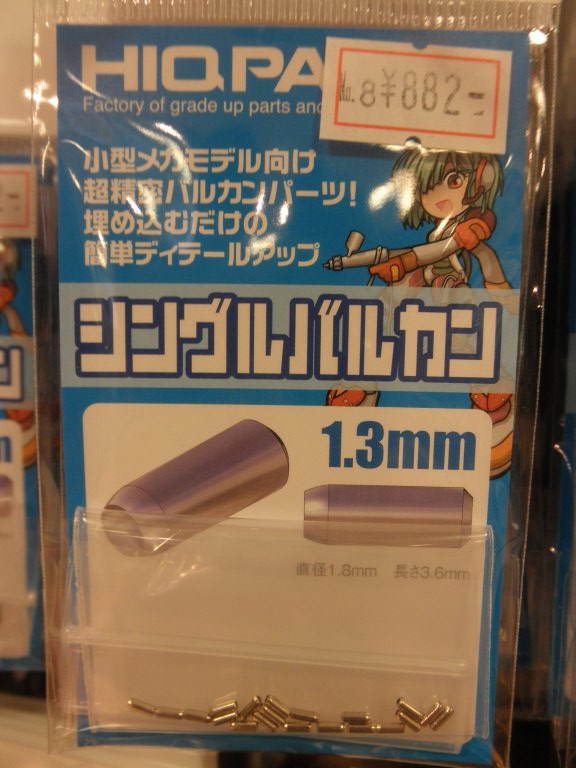 HIQPA
No. 8 ¥882-
Factory of grade up parts and
小型メカモデル向け
超精密バルカンパーツ!
埋め込むだけの
簡単ディテールアップ
シングルバルカン
1.3mm
直径1.8mm 長さ3.6mm